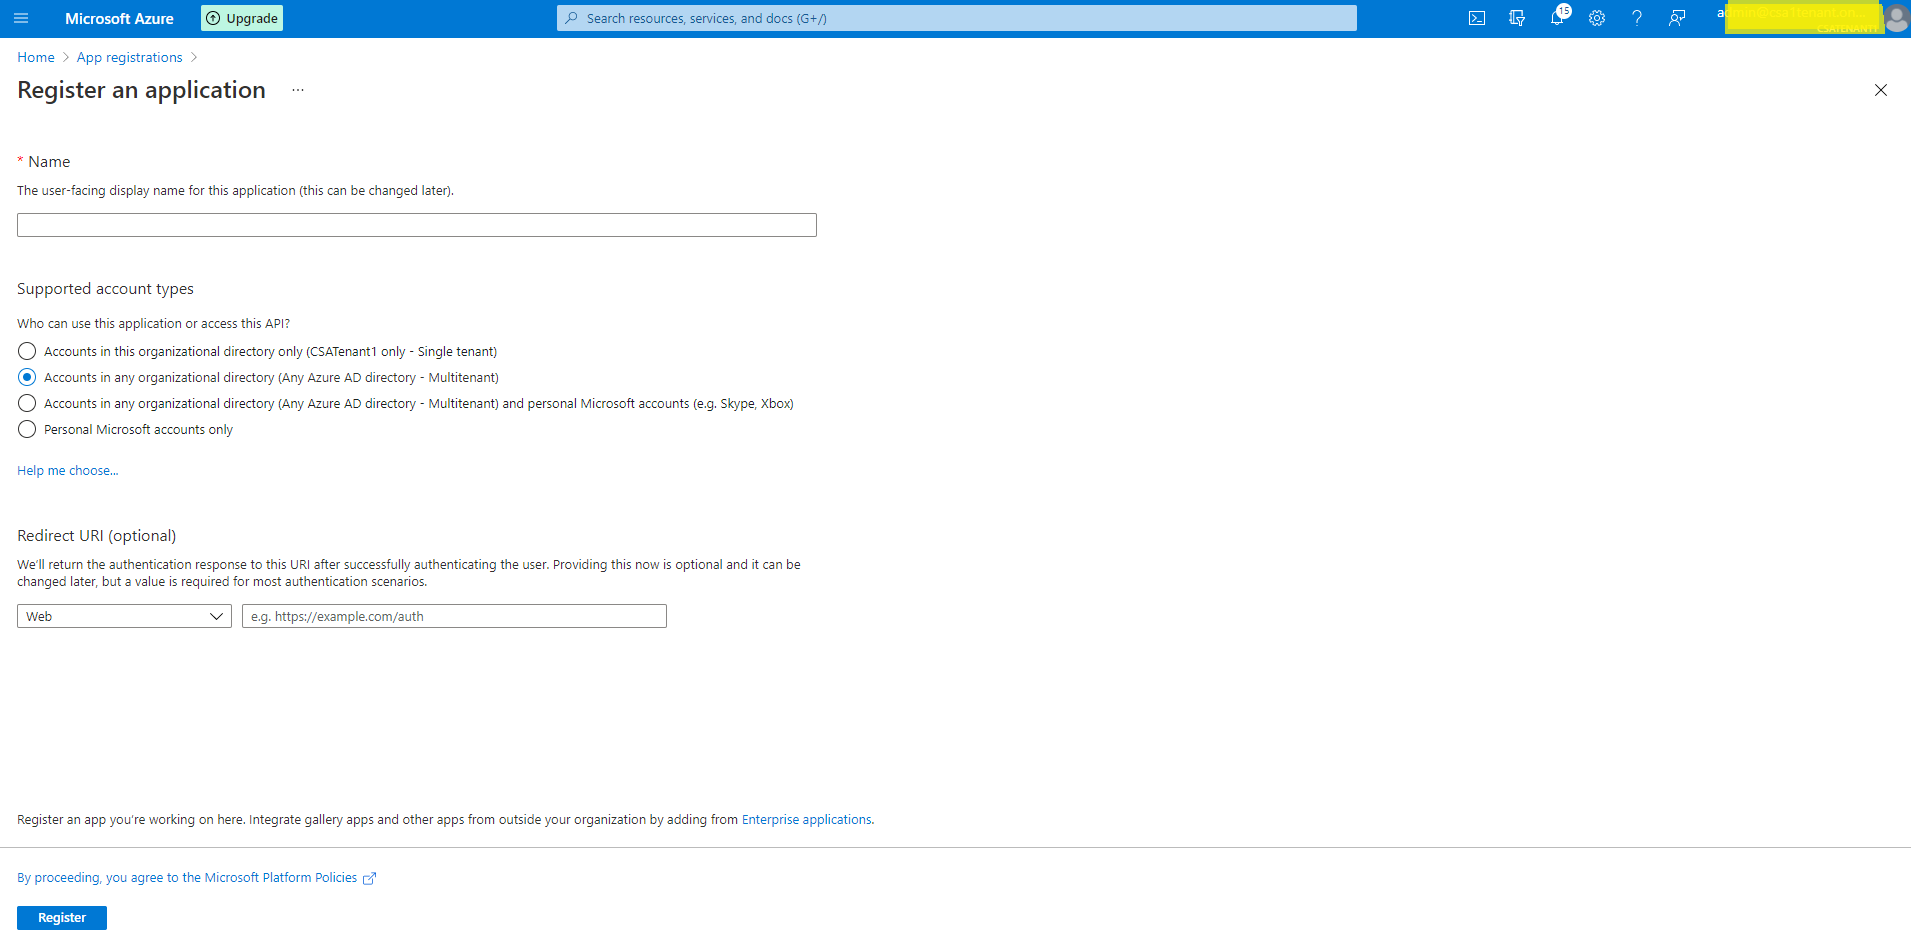 Microsoft Azure
Upgrade
Search resources, services, and docs (G+/)
15
admin@csa1tenant.on...
CSATENANT1
Home > App registrations >
Register an application ...
* Name
The user-facing display name for this application (this can be changed later).
Supported account types
Who can use this application or access this API?
Accounts in this organizational directory only (CSATenant1 only - Single tenant)
Accounts in any organizational directory (Any Azure AD directory - Multitenant)
Accounts in any organizational directory (Any Azure AD directory - Multitenant) and personal Microsoft accounts (e.g. Skype, Xbox)
Personal Microsoft accounts only
Help me choose...
Redirect URI (optional)
We'll return the authentication response to this URI after successfully authenticating the user. Providing this now is optional and it can be
changed later, but a value is required for most authentication scenarios.
Web
e.g. https://example.com/auth
Register an app you're working on here. Integrate gallery apps and other apps from outside your organization by adding from Enterprise applications.
By proceeding, you agree to the Microsoft Platform Policies
Register